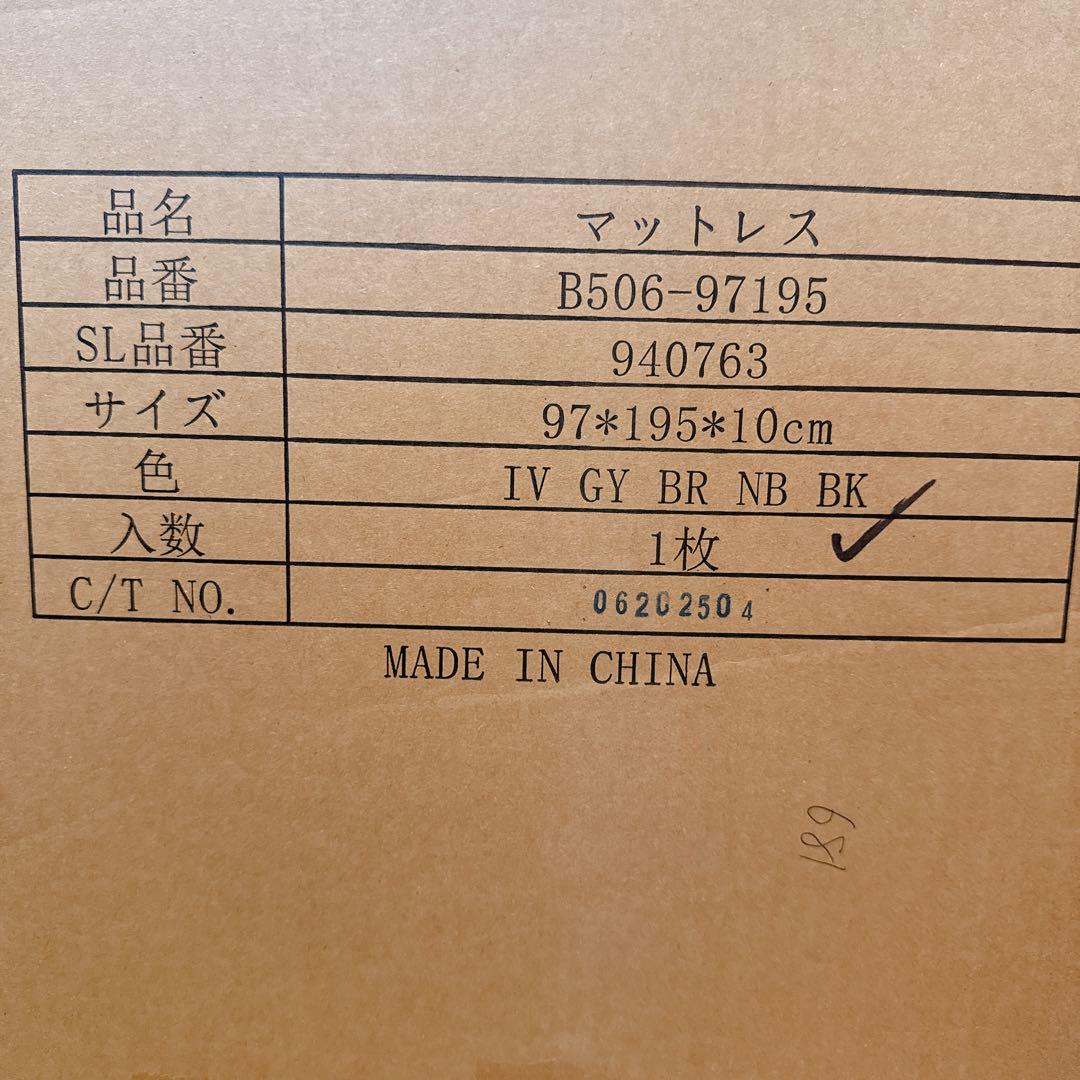 品名 マットレス
品番 B506-97195
SL品番 940763
サイズ 97*195*10cm
色 IV GY BR NB BK
入数 1枚
C/T NO. 06202504
MADE IN CHINA